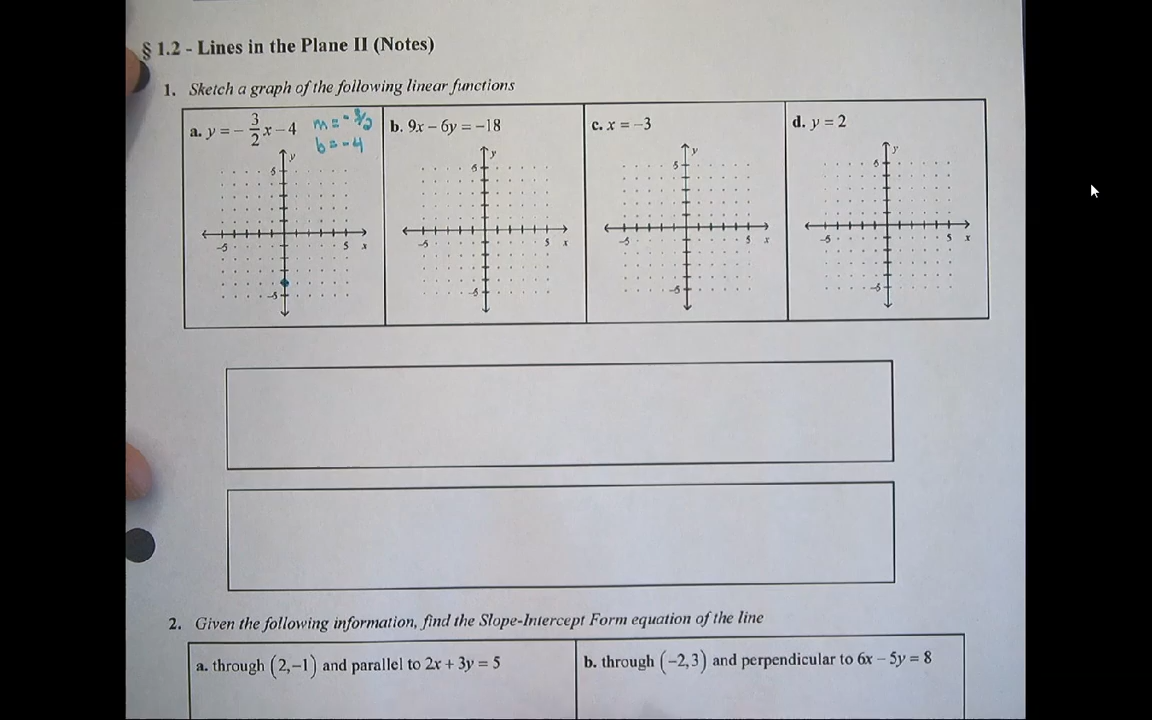 § 1.2 - Lines in the Plane II (Notes)
1. Sketch a graph of the following linear functions
a. y = -3/2 x - 4
m = -3/2
b = -4
y
5
-5
5
x
-5
b. 9x - 6y = -18
y
5
-5
5
x
-5
c. x = -3
y
5
-5
5
x
-5
d. y = 2
y
5
-5
5
x
-5
2. Given the following information, find the Slope-Intercept Form equation of the line
a. through (2,-1) and parallel to 2x + 3y = 5
b. through (-2,3) and perpendicular to 6x - 5y = 8